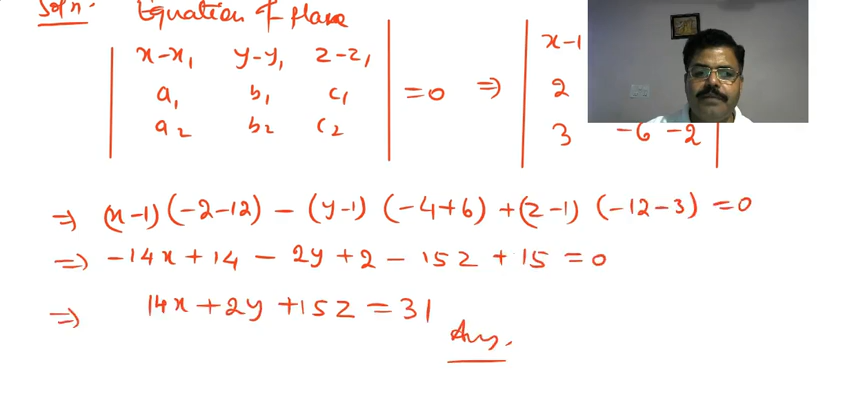 Soln: Equation of plane
| x-x₁ y-y₁ z-z₁ | | x-1
| a₁ b₁ c₁ | =0 ⇒ | 2
| a₂ b₂ c₂ | | 3 -6 -2 |
⇒ (x-1)(-2-12) - (y-1)(-4+6) + (z-1)(-12-3) =0
⇒ -14x+14 - 2y+2 - 15z+15 =0
⇒ 14x+2y+15z=31
Ans.